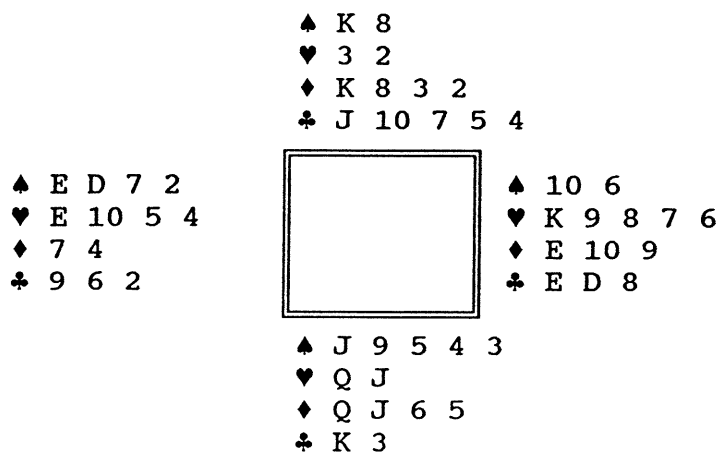 ♠ K 8
♥ 3 2
♦ K 8 3 2
♣ J 10 7 5 4
♠ E D 7 2
♥ E 10 5 4
♦ 7 4
♣ 9 6 2
♠ 10 6
♥ K 9 8 7 6
♦ E 10 9
♣ E D 8
♠ J 9 5 4 3
♥ Q J
♦ Q J 6 5
♣ K 3